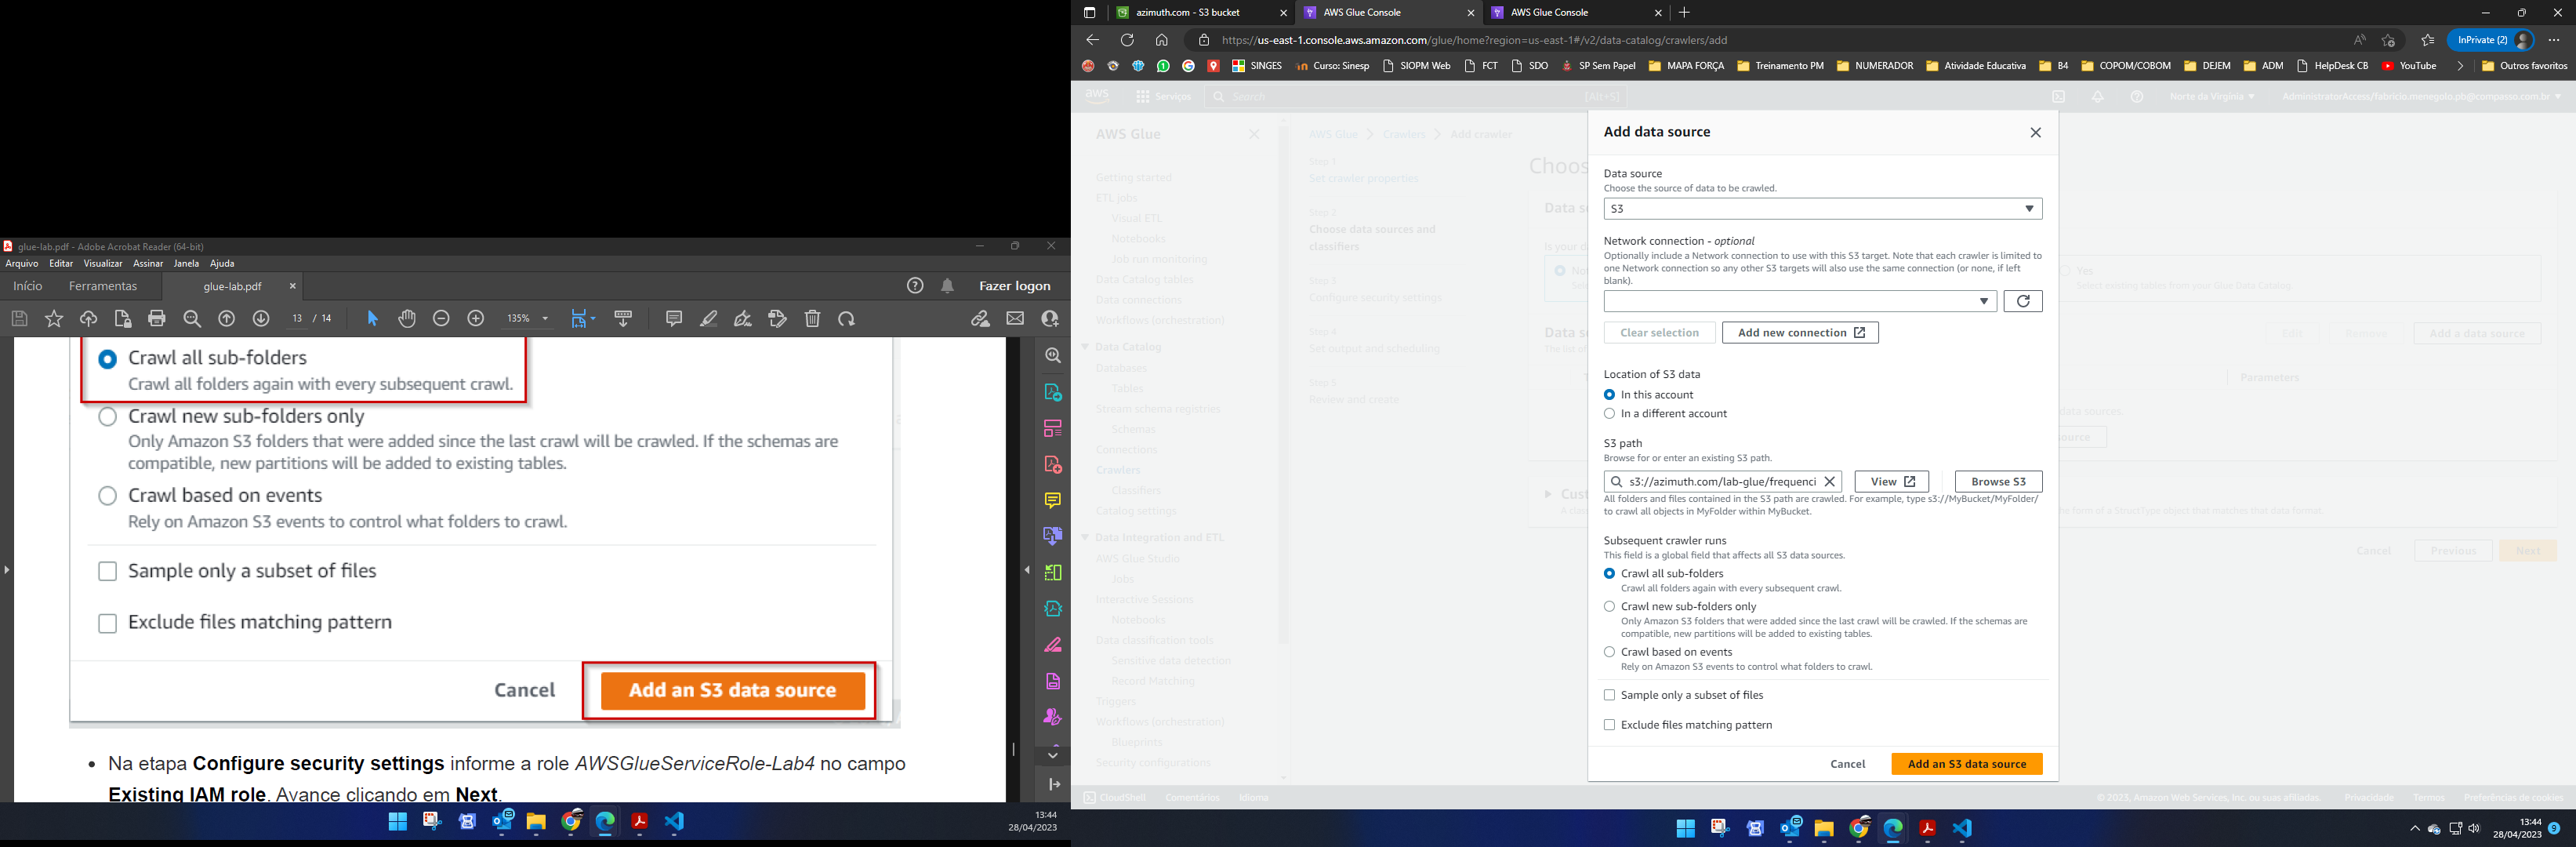 glue-lab.pdf - Adobe Acrobat Reader (64-bit)
Arquivo Editar Visualizar Assinar Janela Ajuda
Início Ferramentas glue-lab.pdf Fazer logon
13 / 14 135%
Crawl all sub-folders
Crawl all folders again with every subsequent crawl.
Crawl new sub-folders only
Only Amazon S3 folders that were added since the last crawl will be crawled. If the schemas are
compatible, new partitions will be added to existing tables.
Crawl based on events
Rely on Amazon S3 events to control what folders to crawl.
Sample only a subset of files
Exclude files matching pattern
Cancel Add an S3 data source
• Na etapa Configure security settings informe a role AWSGlueServiceRole-Lab4 no campo
Existing IAM role. Avance clicando em Next.
13:44
28/04/2023
azimuth.com - S3 bucket AWS Glue Console AWS Glue Console
https://us-east-1.console.aws.amazon.com/glue/home?region=us-east-1#/v2/data-catalog/crawlers/add InPrivate (2)
SINGES Curso: Sinesp SIOPM Web FCT SDO SP Sem Papel MAPA FORÇA Treinamento PM NUMERADOR Atividade Educativa B4 COPOM/COBOM DEJEM ADM HelpDesk CB YouTube Outros favoritos
aws Serviços Search [Alt+S] Norte da Virgínia AdministratorAccess/fabricio.menegolo.pb@compasso.com.br
AWS Glue
Getting started
ETL jobs
Visual ETL
Notebooks
Job run monitoring
Data Catalog tables
Data connections
Workflows (orchestration)
Data Catalog
Databases
Tables
Stream schema registries
Schemas
Connections
Crawlers
Classifiers
Catalog settings
Data Integration and ETL
AWS Glue Studio
Jobs
Interactive Sessions
Notebooks
Data classification tools
Sensitive data detection
Record Matching
Triggers
Workflows (orchestration)
Blueprints
Security configurations
AWS Glue Crawlers Add crawler
Step 1
Set crawler properties
Step 2
Choose data sources and
classifiers
Step 3
Configure security settings
Step 4
Set output and scheduling
Step 5
Review and create
Choos
Data s
Is your da
Yes
Select existing tables from your Glue Data Catalog.
Data s
The list of
Edit Remove Add a data source
Parameters
data sources.
ource
Cust
the form of a StructType object that matches that data format.
Cancel Previous Next
Add data source
Data source
Choose the source of data to be crawled.
S3
Network connection - optional
Optionally include a Network connection to use with this S3 target. Note that each crawler is limited to
one Network connection so any other S3 targets will also use the same connection (or none, if left
blank).
Clear selection Add new connection
Location of S3 data
In this account
In a different account
S3 path
Browse for or enter an existing S3 path.
s3://azimuth.com/lab-glue/frequenci View Browse S3
All folders and files contained in the S3 path are crawled. For example, type s3://MyBucket/MyFolder/
to crawl all objects in MyFolder within MyBucket.
Subsequent crawler runs
This field is a global field that affects all S3 data sources.
Crawl all sub-folders
Crawl all folders again with every subsequent crawl.
Crawl new sub-folders only
Only Amazon S3 folders that were added since the last crawl will be crawled. If the schemas are
compatible, new partitions will be added to existing tables.
Crawl based on events
Rely on Amazon S3 events to control what folders to crawl.
Sample only a subset of files
Exclude files matching pattern
Cancel Add an S3 data source
CloudShell Comentários Idioma © 2023, Amazon Web Services, Inc. ou suas afiliadas. Privacidade Termos Preferências de cookies
13:44
28/04/2023 9